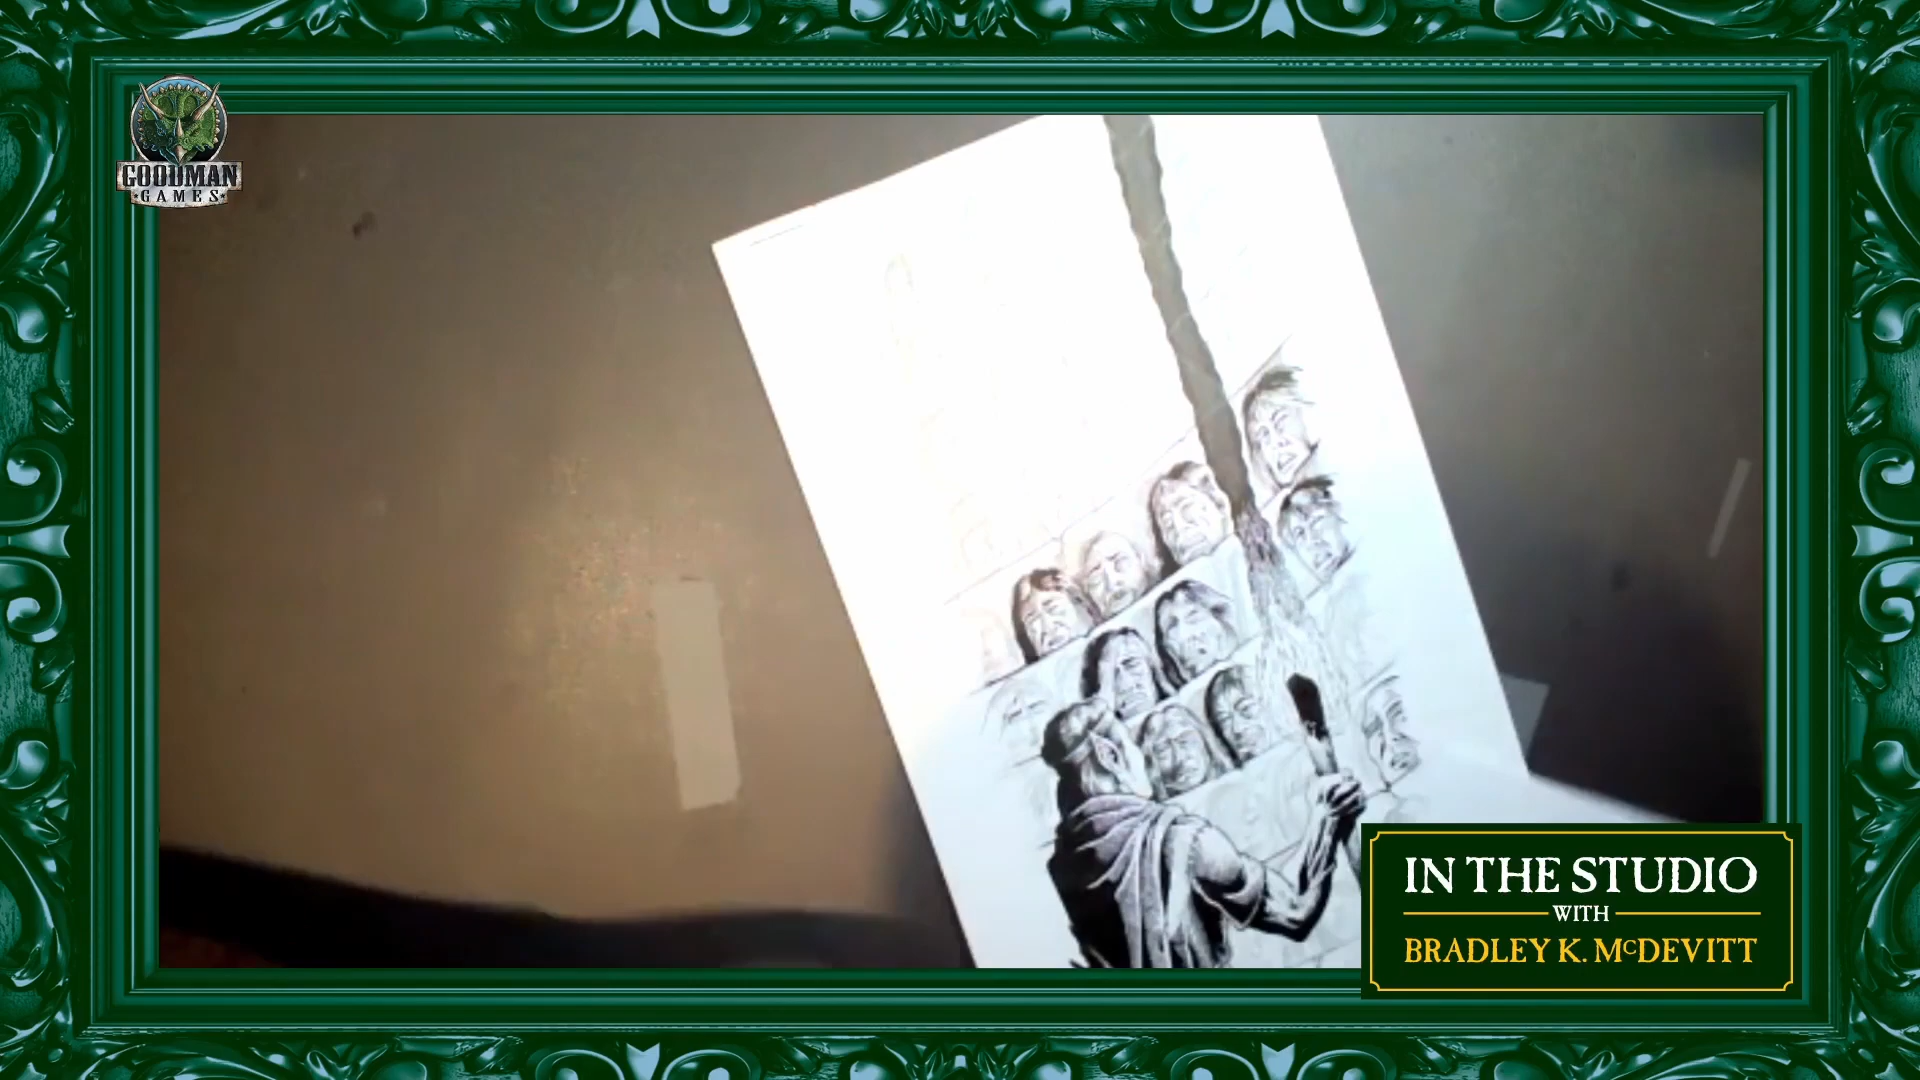 GOODMAN
GAMES
IN THE STUDIO
WITH
BRADLEY K. McDEVITT